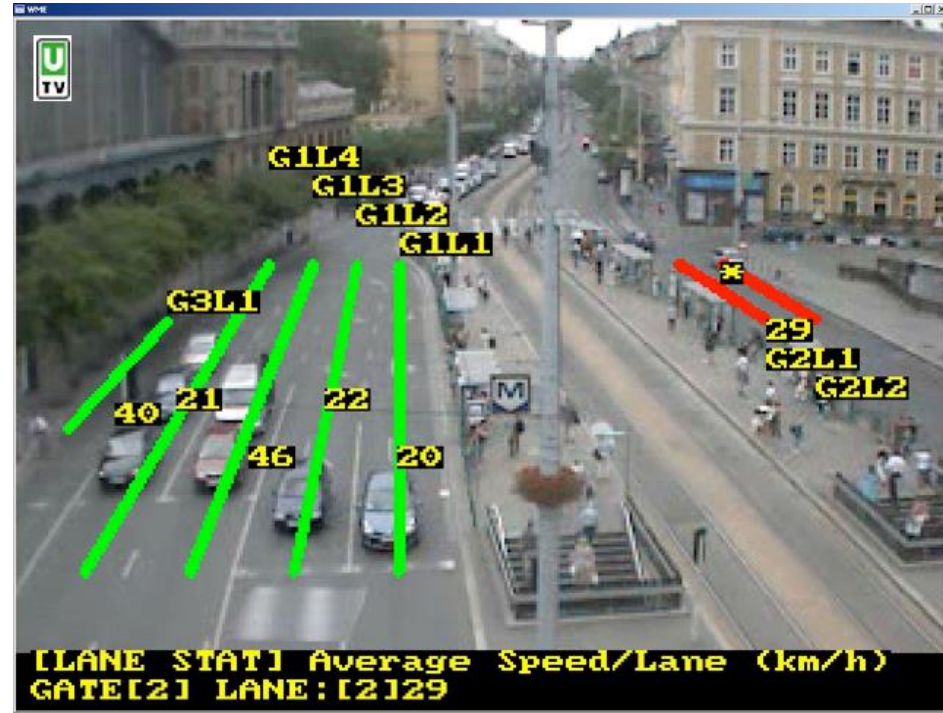 WME
U
TV
G1L4
G1L3
G1L2
G1L1
G3L1
*
29
G2L1
G2L2
40
21
22
46
20
M
[LANE STAT] Average Speed/Lane (km/h)
GATE[2] LANE:[2]29